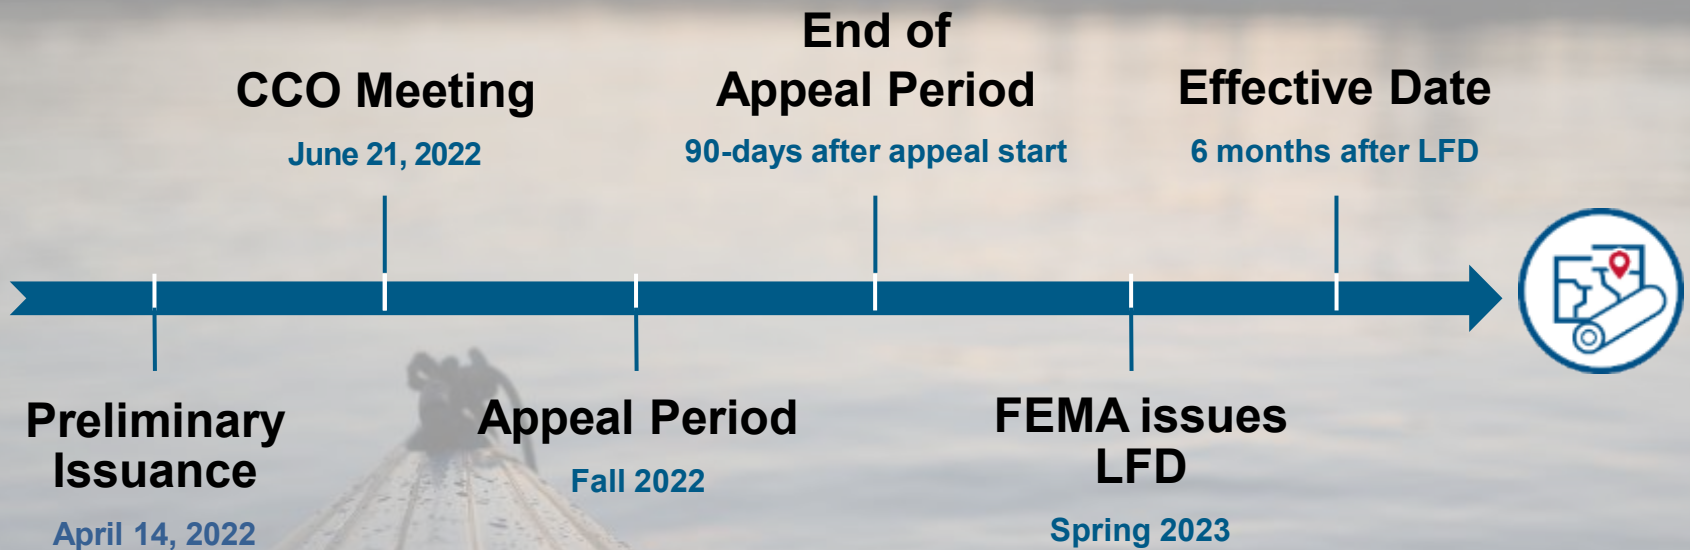 Preliminary
Issuance
April 14, 2022
CCO Meeting
June 21, 2022
Appeal Period
Fall 2022
End of
Appeal Period
90-days after appeal start
FEMA issues
LFD
Spring 2023
Effective Date
6 months after LFD